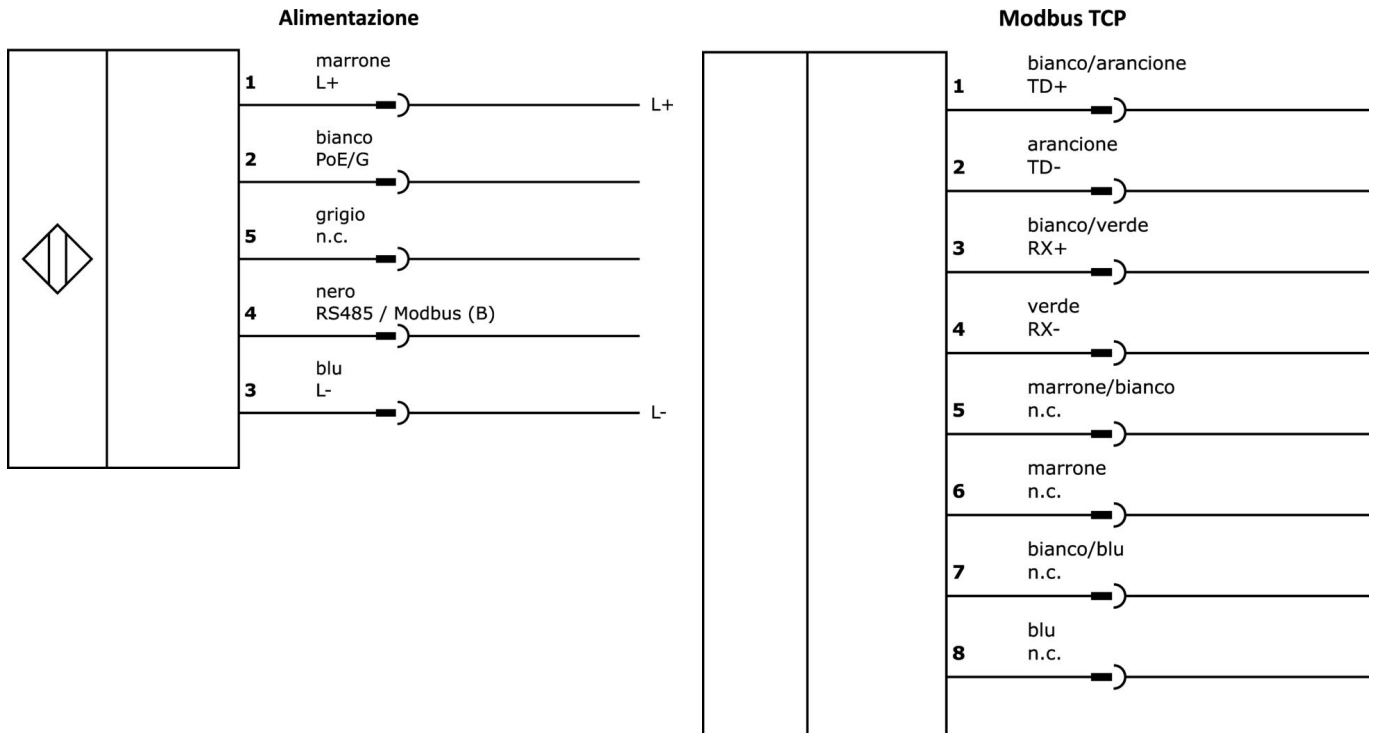 Alimentazione
marrone
1 L+
L+
bianco
2 PoE/G
grigio
5 n.c.
nero
4 RS485 / Modbus (B)
blu
3 L-
L-
Modbus TCP
bianco/arancione
1 TD+
arancione
2 TD-
bianco/verde
3 RX+
verde
4 RX-
marrone/bianco
5 n.c.
marrone
6 n.c.
bianco/blu
7 n.c.
blu
8 n.c.